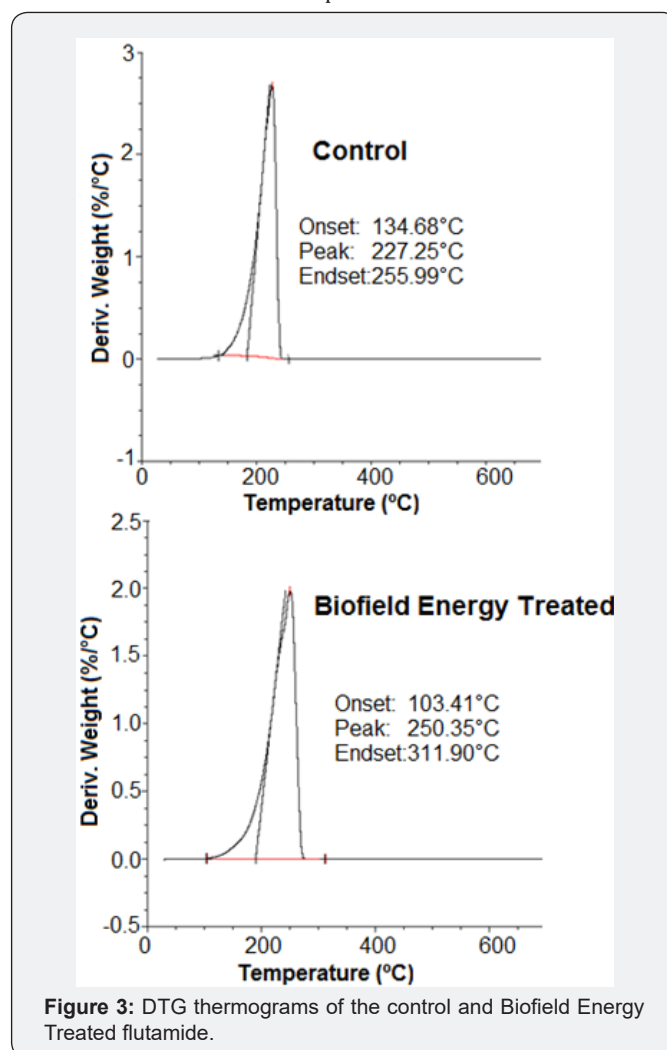 3
2
1
0
-1
Deriv. Weight (%/°C)
Control
Onset: 134.68°C
Peak: 227.25°C
Endset:255.99°C
0 200 400 600
Temperature (ºC)
2.5
2.0
1.5
1.0
0.5
0.0
-0.5
Deriv. Weight (%/°C)
Biofield Energy Treated
Onset: 103.41°C
Peak: 250.35°C
Endset:311.90°C
0 200 400 600
Temperature (ºC)
Figure 3: DTG thermograms of the control and Biofield Energy
Treated flutamide.